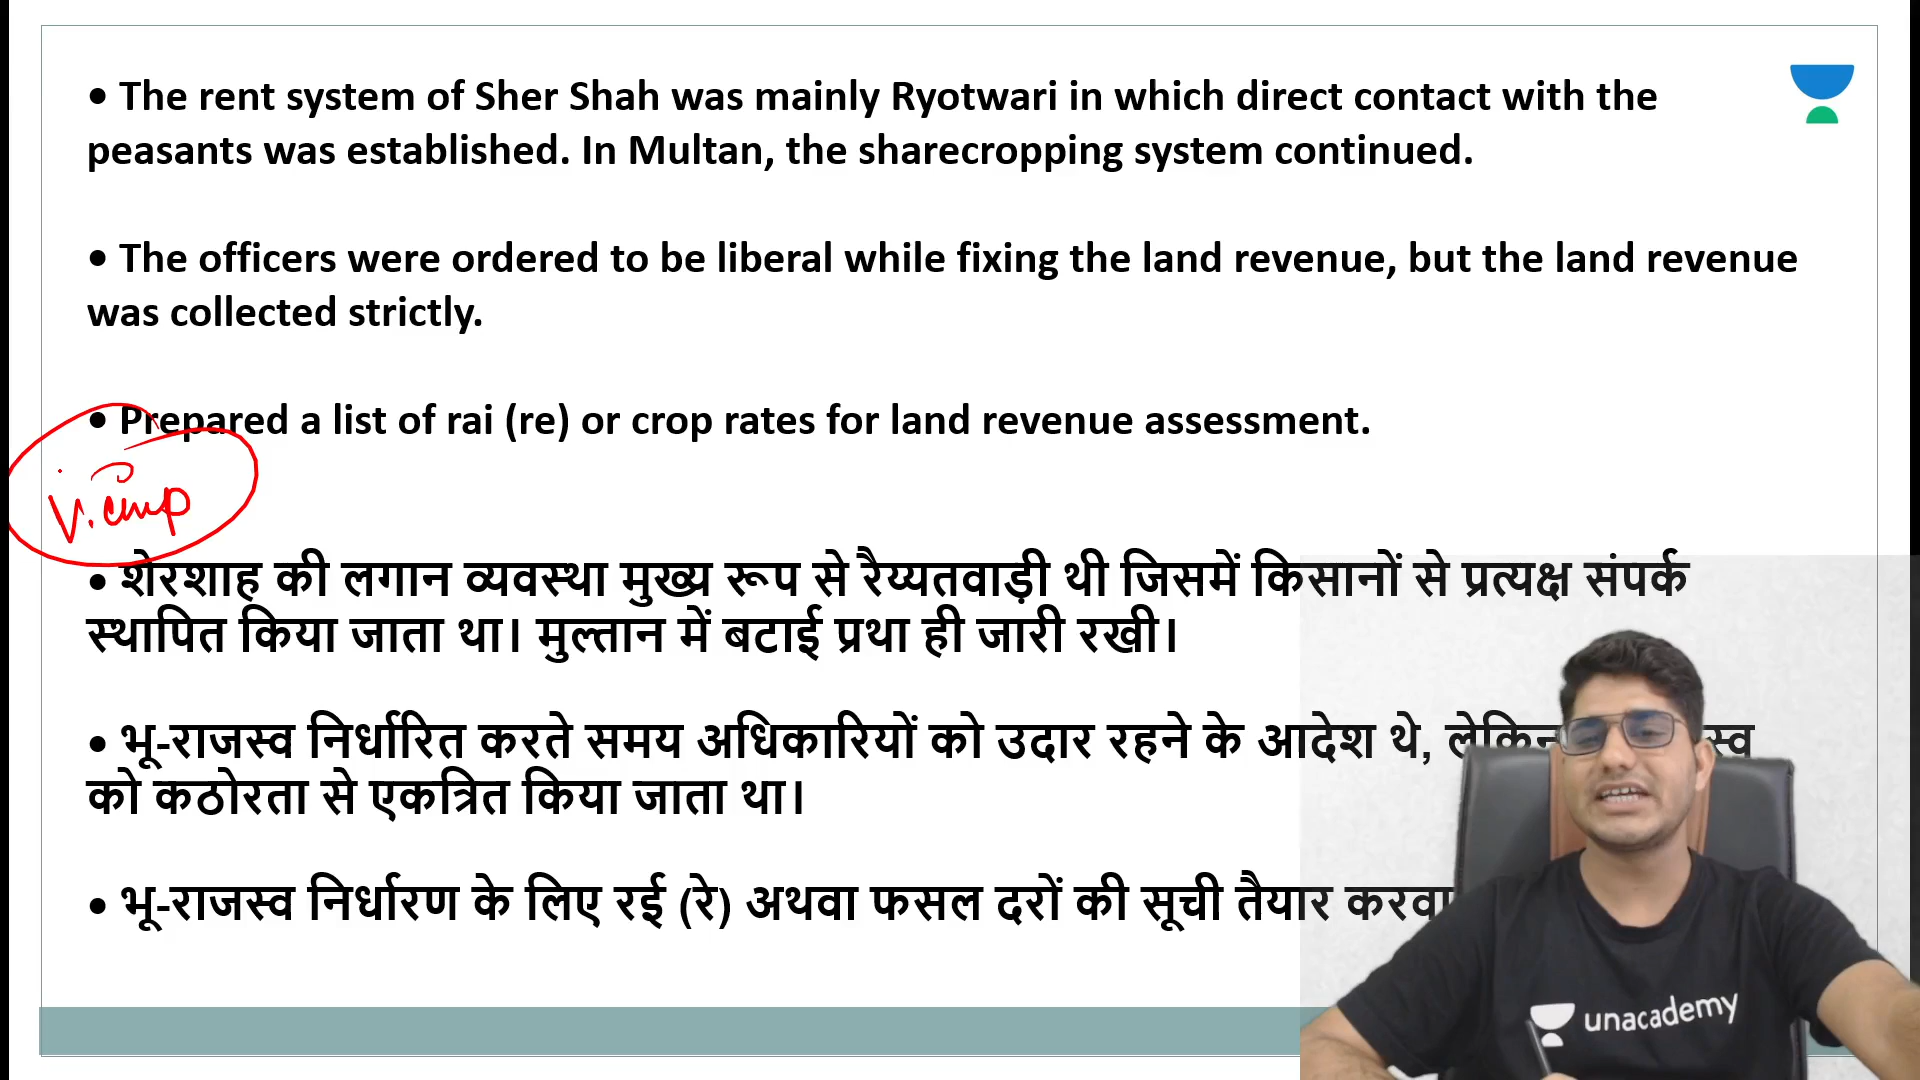 • The rent system of Sher Shah was mainly Ryotwari in which direct contact with the
peasants was established. In Multan, the sharecropping system continued.
• The officers were ordered to be liberal while fixing the land revenue, but the land revenue
was collected strictly.
• Prepared a list of rai (re) or crop rates for land revenue assessment.
V. imp
• शेरशाह की लगान व्यवस्था मुख्य रूप से रैय्यतवाड़ी थी जिसमें किसानों से प्रत्यक्ष संपर्क
स्थापित किया जाता था। मुल्तान में बटाई प्रथा ही जारी रखी।
• भू-राजस्व निर्धारित करते समय अधिकारियों को उदार रहने के आदेश थे, लेकिन
को कठोरता से एकत्रित किया जाता था।
• भू-राजस्व निर्धारण के लिए रई (रे) अथवा फसल दरों की सूची तैयार
unacademy